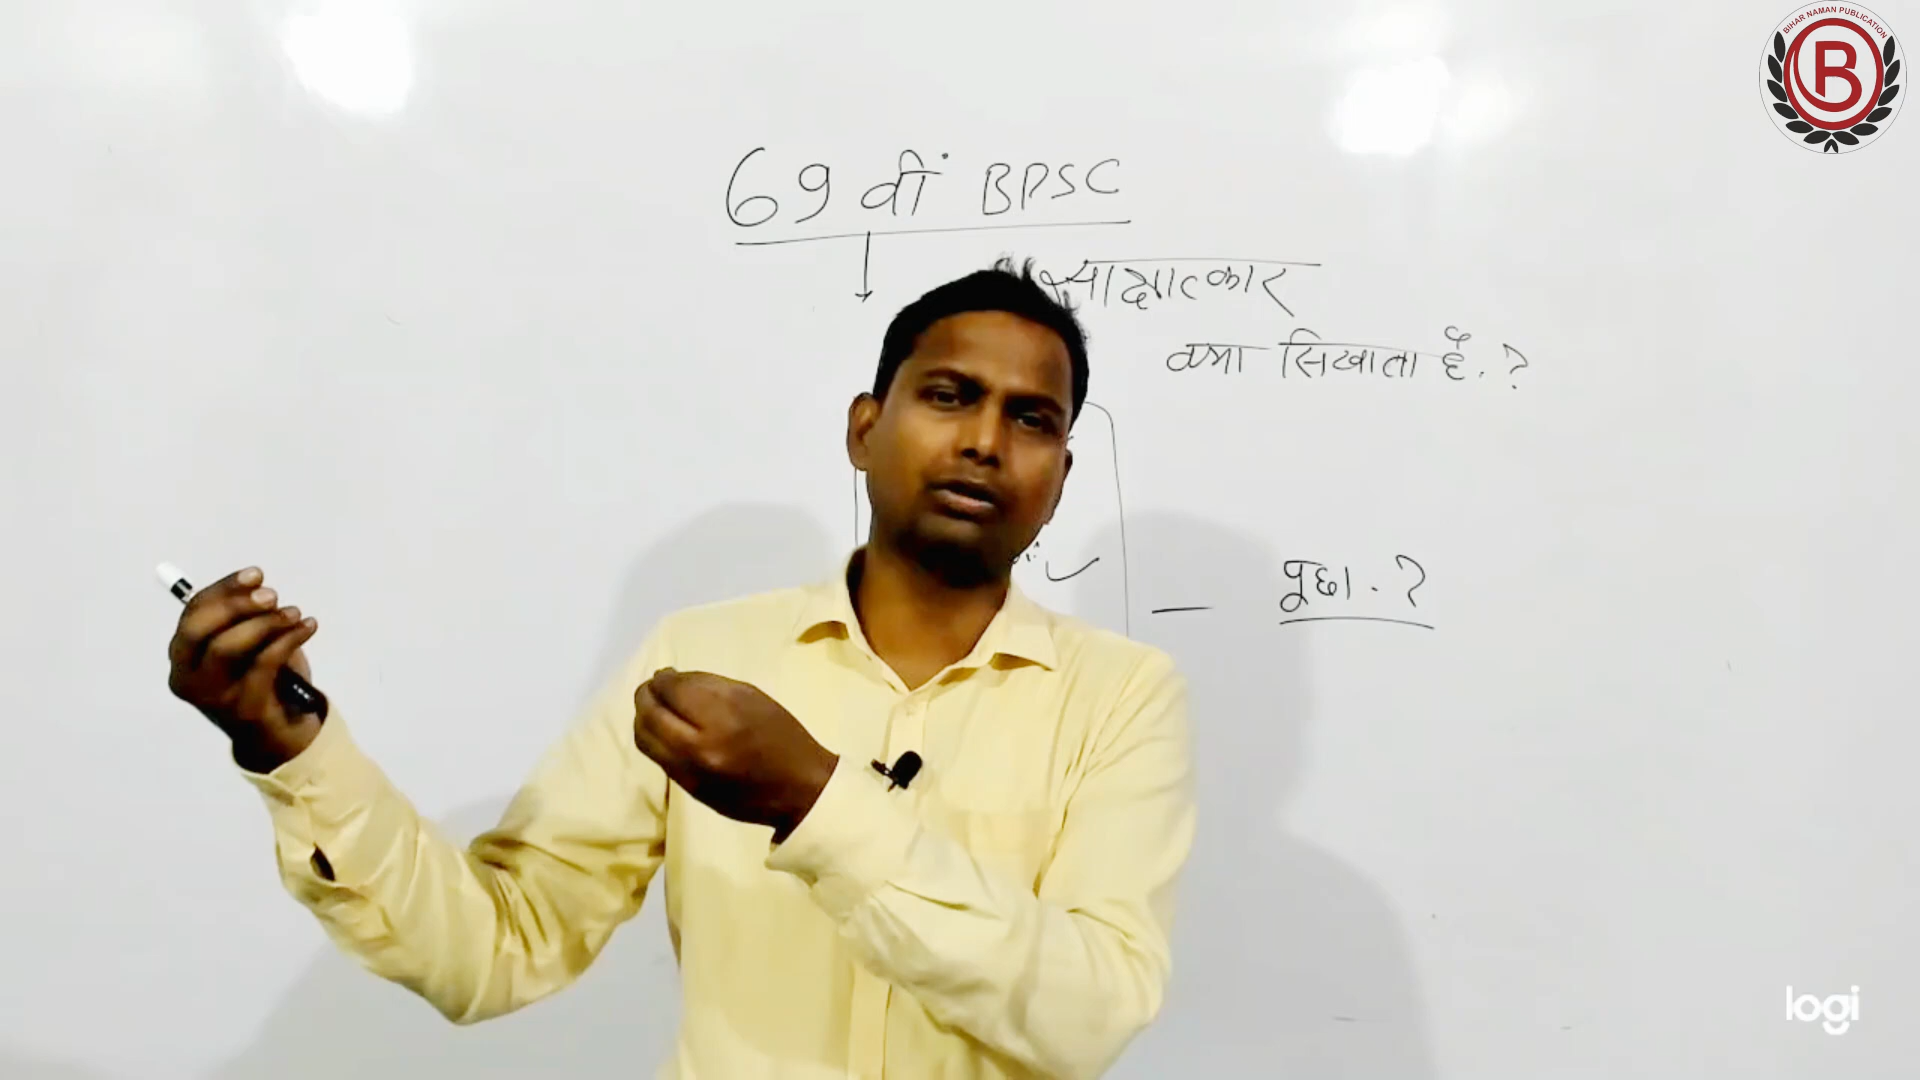 BIHAR NAMAN PUBLICATION
B
69 वीं BPSC
साक्षात्कार
क्या सिखाता है.?
पूछा.?
logi